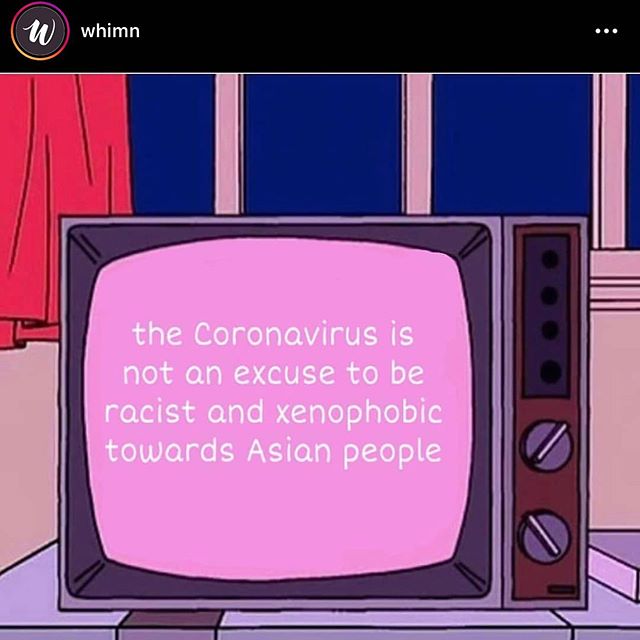 whimn
the Coronavirus is
not an excuse to be
racist and xenophobic
towards Asian people